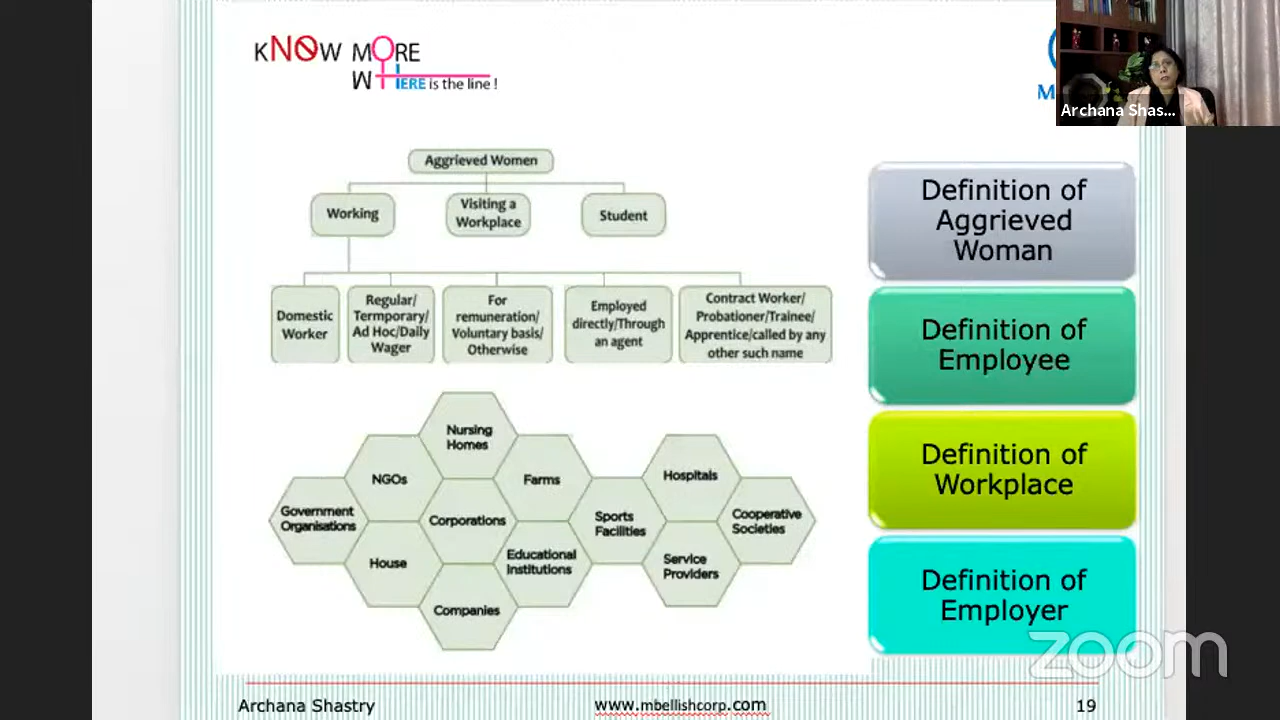 KNOW MORE
WHERE is the line !
Archana Shas...
Aggrieved Women
Working
Visiting a
Workplace
Student
Domestic
Worker
Regular/
Termporary/
Ad Hoc/Daily
Wager
For
remuneration/
Voluntary basis/
Otherwise
Employed
directly/Through
an agent
Contract Worker/
Probationer/Trainee/
Apprentice/called by any
other such name
Nursing
Homes
NGOs
Farms
Hospitals
Government
Organisations
Corporations
Sports
Facilities
Cooperative
Societies
House
Educational
Institutions
Service
Providers
Companies
Definition of
Aggrieved
Woman
Definition of
Employee
Definition of
Workplace
Definition of
Employer
zoom
Archana Shastry
www.mbellishcorp.com
19